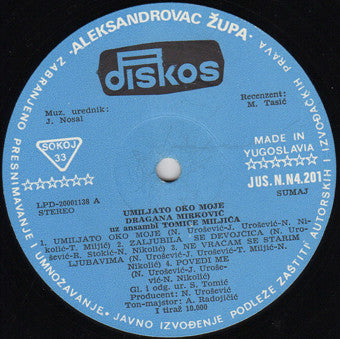 ·ALEKSANDROVAC ŽUPA·
ZABRANJENO PRESNIMAVANJE · UMNOŽAVANJE · JAVNO IZVOĐENJE PODLEŽE ZAŠTITI AUTORSKIH I IZVOĐAČKIH PRAVA
diskos
Muz. urednik:
J. Nosal
Recenzent:
M. Tasić
SOKOJ
33
MADE IN
YUGOSLAVIA
JUS.N.N4.201
SUMAJ
LPD-20001138 A
STEREO
UMILJATO OKO MOJE
DRAGANA MIRKOVIĆ
uz ansambl TOMICE MILJIĆA
1. UMILJATO OKO MOJE (N. Urošević-J. Urošević-N.
Nikolić-T. Miljić) 2. ZALJUBILA SE DEVOJČICA (N. Uro-
šević-R. Stokić-N. Nikolić) 3. NE VRAĆAM SE STARIM
LJUBAVIMA (N. Urošević-J. Urošević-T. Miljić-N.
Nikolić) 4. POVEDI ME (N. Urošević-J. Uroše-
vić-N. Nikolić)
Gl. i odg. ur. S. Tomić
Producent: N. Urošević
Ton-majstor: A. Radojičić
I tiraž 10.000